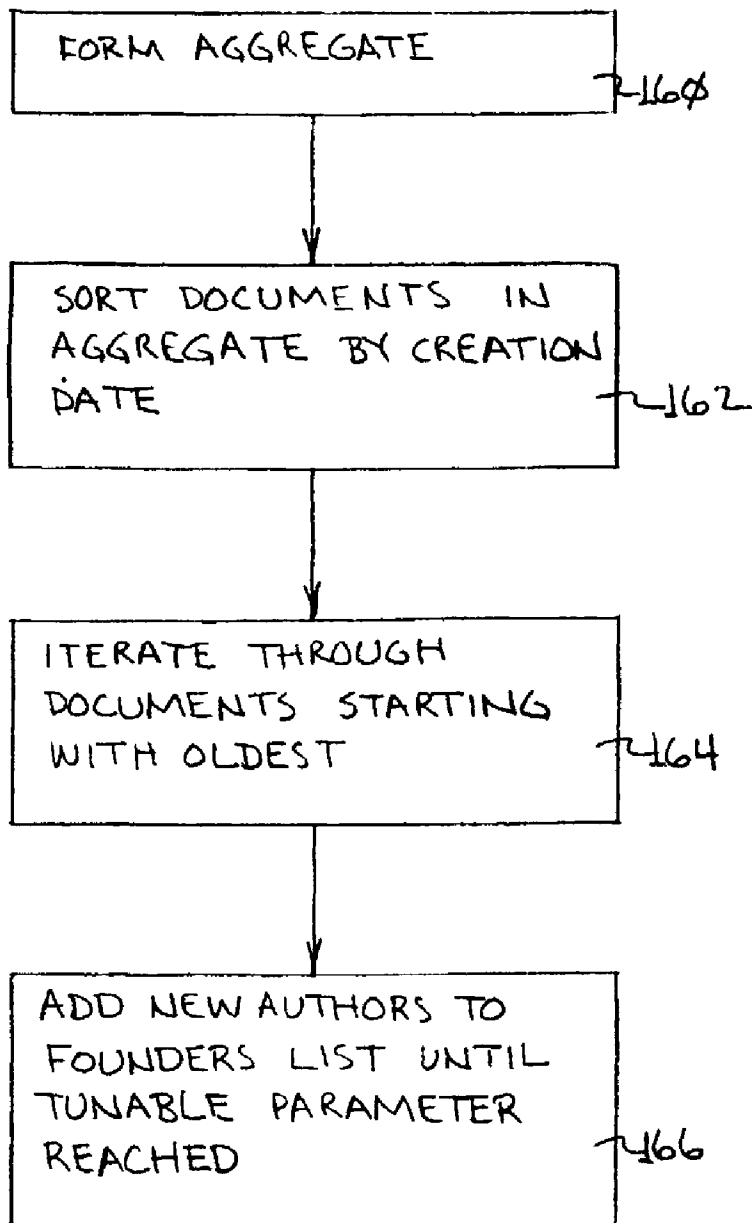 FORM AGGREGATE
160
SORT DOCUMENTS IN
AGGREGATE BY CREATION
DATE
162
ITERATE THROUGH
DOCUMENTS STARTING
WITH OLDEST
164
ADD NEW AUTHORS TO
FOUNDERS LIST UNTIL
TUNABLE PARAMETER
REACHED
166